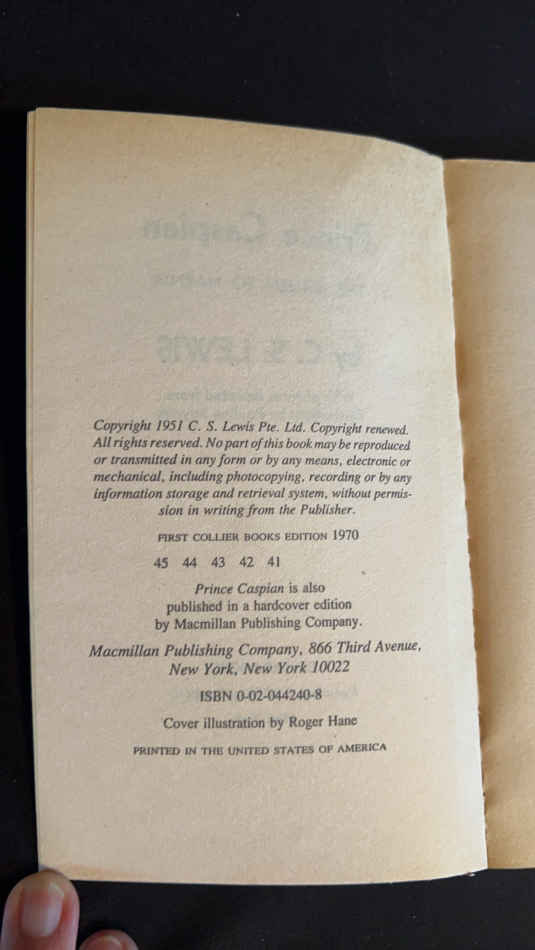 Copyright 1951 C. S. Lewis Pte. Ltd. Copyright renewed.
All rights reserved. No part of this book may be reproduced
or transmitted in any form or by any means, electronic or
mechanical, including photocopying, recording or by any
information storage and retrieval system, without permis-
sion in writing from the Publisher.
FIRST COLLIER BOOKS EDITION 1970
45 44 43 42 41
Prince Caspian is also
published in a hardcover edition
by Macmillan Publishing Company.
Macmillan Publishing Company, 866 Third Avenue,
New York, New York 10022
ISBN 0-02-044240-8
Cover illustration by Roger Hane
PRINTED IN THE UNITED STATES OF AMERICA